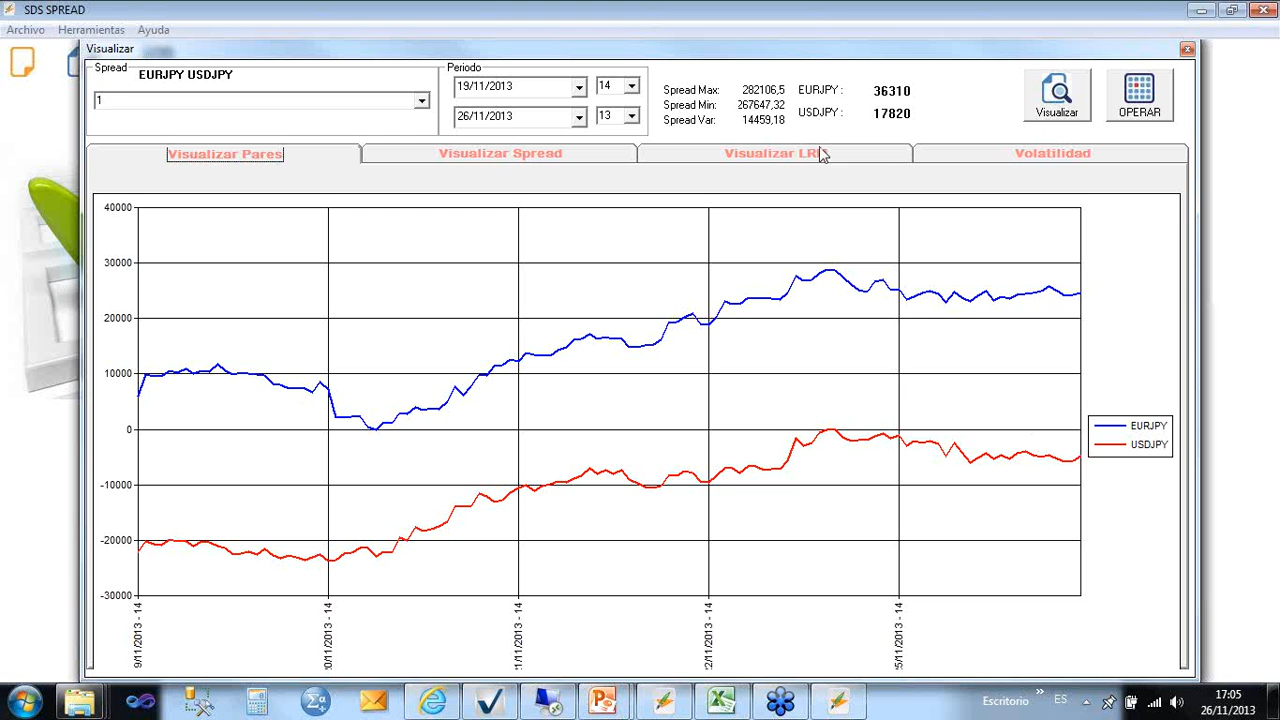 SDS SPREAD
Archivo Herramientas Ayuda
Visualizar
Spread
EURJPY USDJPY
1
Periodo
19/11/2013 14
26/11/2013 13
Spread Max: 282106,5 EURJPY : 36310
Spread Min: 267647,32
USDJPY : 17820
Spread Var: 14459,18
Visualizar
OPERAR
Visualizar Pares Visualizar Spread Visualizar Volatilidad
40000
30000
20000
10000
0
-10000
-20000
-30000
EURJPY
USDJPY
9/11/2013 - 14
!0/11/2013 - 14
!1/11/2013 - 14
!2/11/2013 - 14
!5/11/2013 - 14
Escritorio » ES
17:05
26/11/2013